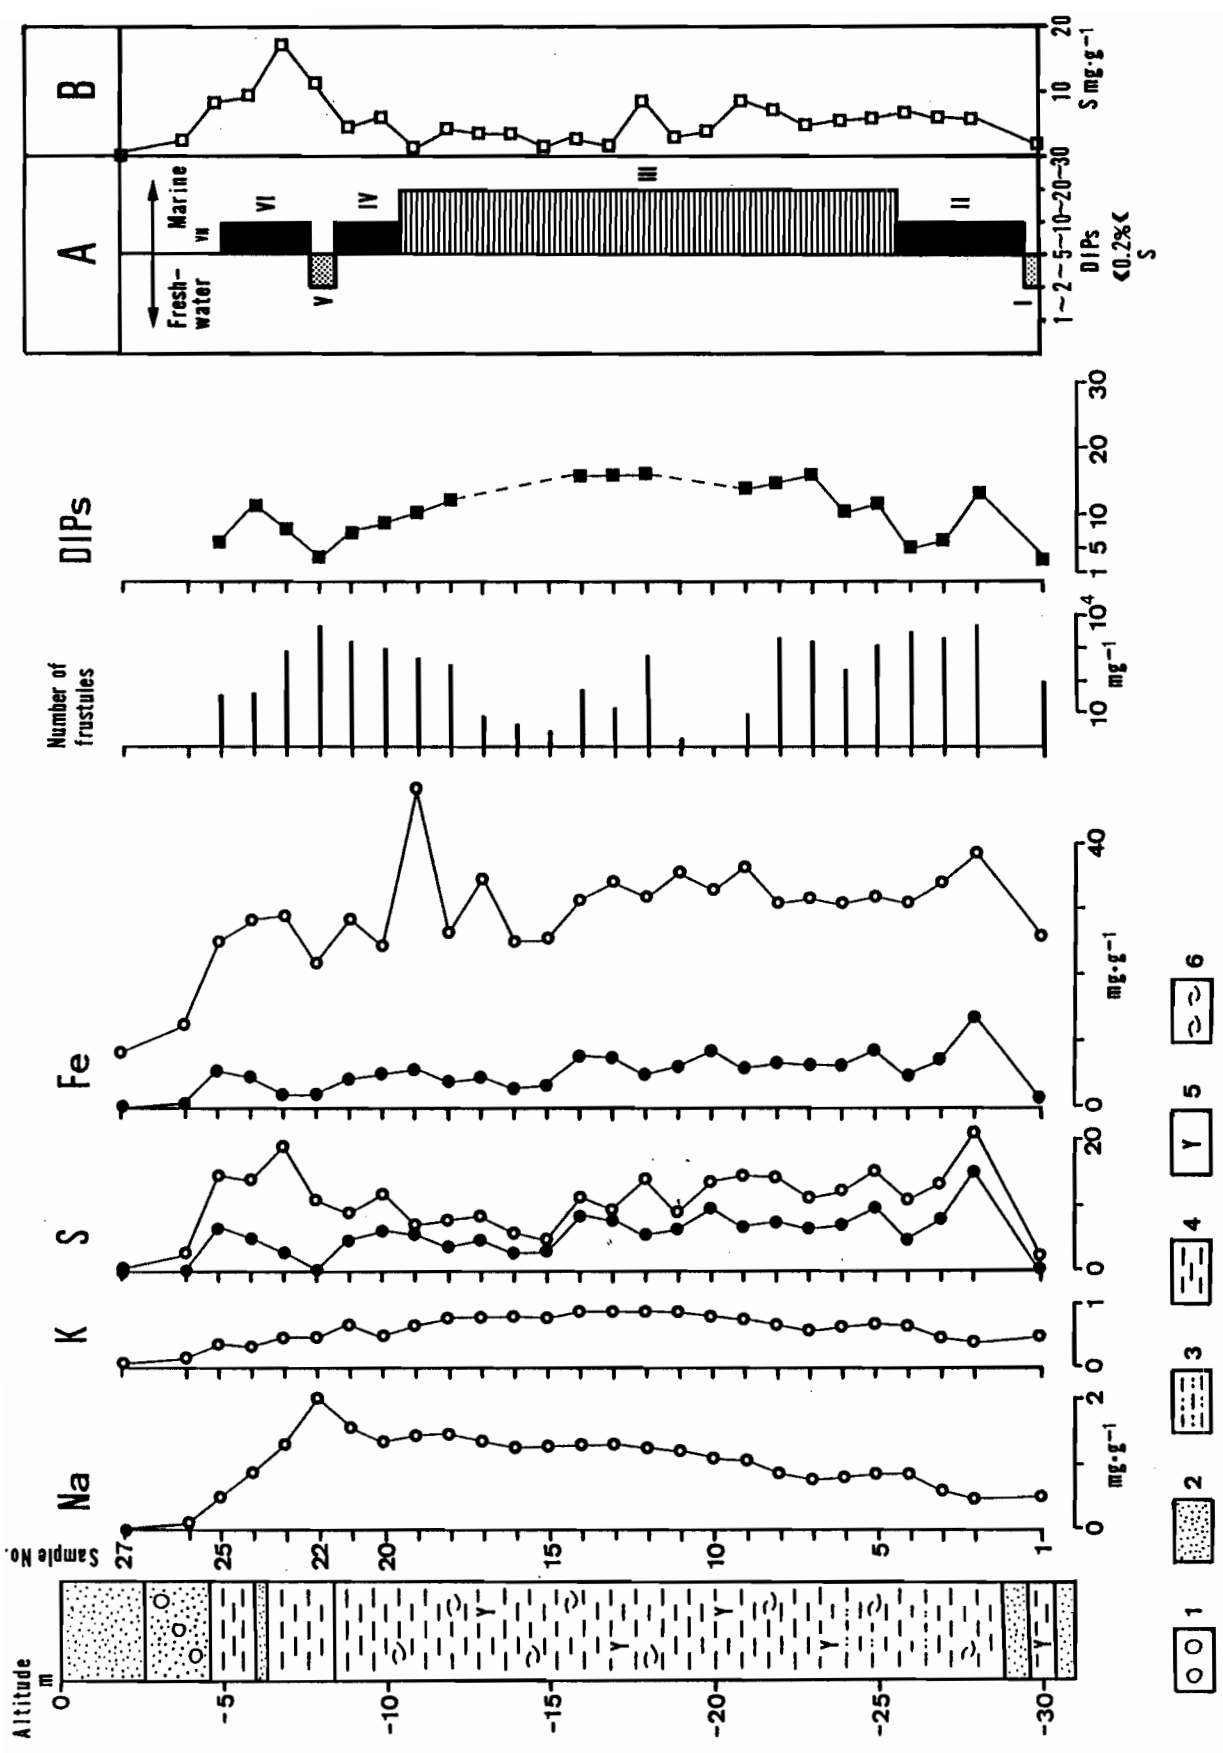 Altitude
m
0
-5
-10
-15
-20
-25
-30
Sample No.
27
25
22
20
15
10
5
1
Na
0
2
mg·g⁻¹
K
0
1
S
0
20
Fe
0
40
mg·g⁻¹
Number of
frustules
10
10⁴
mg⁻¹
DIPs
1
5
10
20
30
A
Fresh-
water
Marine
I
II
III
IV
V
VI
VII
1~2~5~10~20~30
DIPs
<0.2%<
S
B
10
20
S mg·g⁻¹
1
2
3
4
5
6
Y